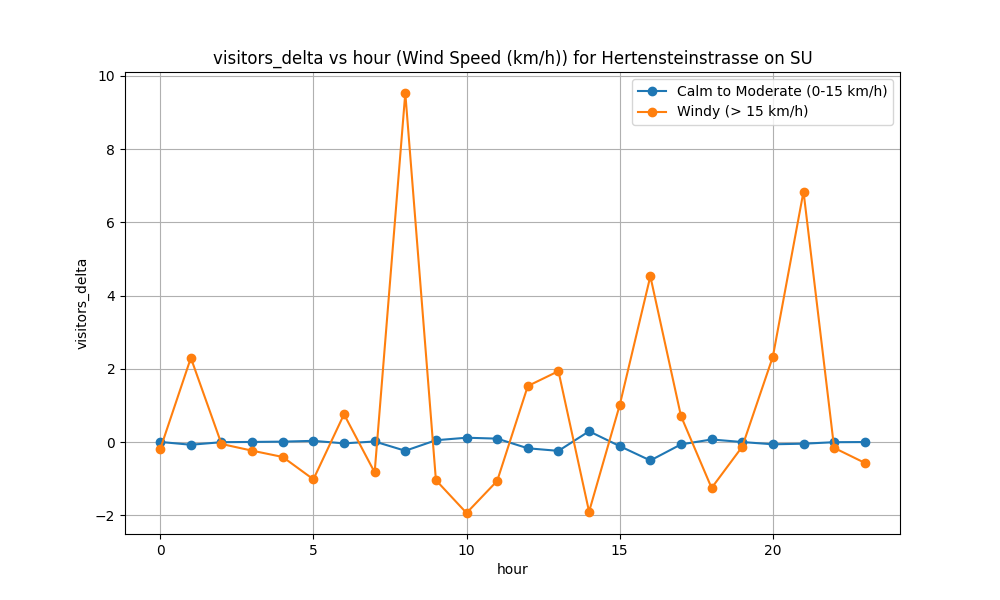 visitors_delta vs hour (Wind Speed (km/h)) for Hertensteinstrasse on SU
Calm to Moderate (0-15 km/h)
Windy (> 15 km/h)
10
8
6
4
2
0
−2
visitors_delta
0 5 10 15 20
hour